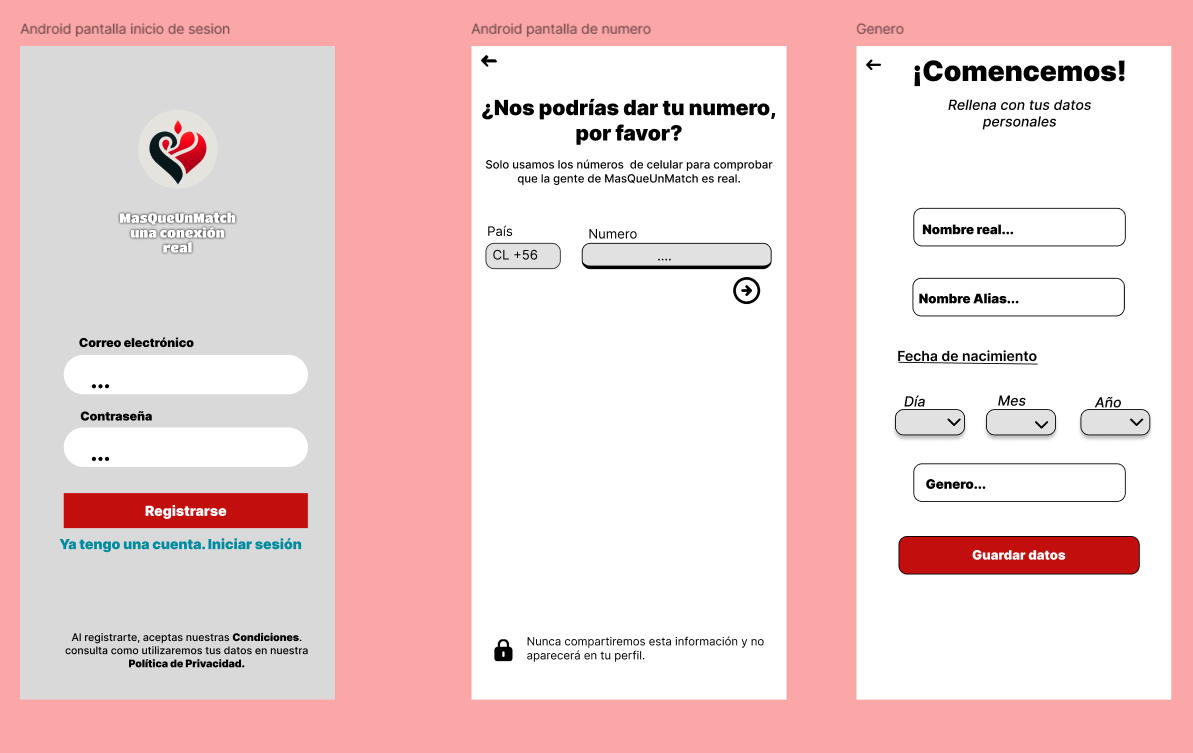 Android pantalla inicio de sesion
MasQueUnMatch
una conexión
real
Correo electrónico
...
Contraseña
...
Registrarse
Ya tengo una cuenta. Iniciar sesión
Al registrarte, aceptas nuestras Condiciones.
consulta como utilizaremos tus datos en nuestra
Política de Privacidad.
Android pantalla de numero
¿Nos podrías dar tu numero,
por favor?
Solo usamos los números de celular para comprobar
que la gente de MasQueUnMatch es real.
País
Numero
CL +56
....
Nunca compartiremos esta información y no
aparecerá en tu perfil.
Genero
¡Comencemos!
Rellena con tus datos
personales
Nombre real...
Nombre Alias...
Fecha de nacimiento
Día
Mes
Año
Genero...
Guardar datos